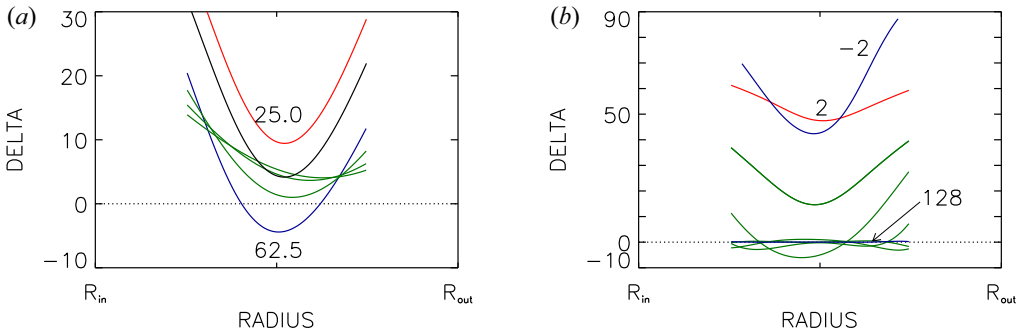 (a)
30
20
10
0
−10
DELTA
25.0
62.5
R_in
R_out
RADIUS
(b)
90
50
0
−10
DELTA
−2
2
128
R_in
R_out
RADIUS